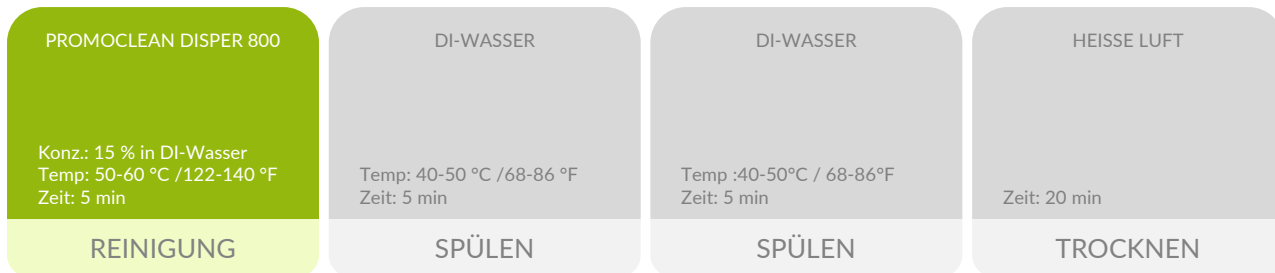 PROMOCLEAN DISPER 800
Konz.: 15 % in DI-Wasser
Temp: 50-60 °C /122-140 °F
Zeit: 5 min
REINIGUNG
DI-WASSER
Temp: 40-50 °C /68-86 °F
Zeit: 5 min
SPÜLEN
DI-WASSER
Temp :40-50°C / 68-86°F
Zeit: 5 min
SPÜLEN
HEISSE LUFT
Zeit: 20 min
TROCKNEN